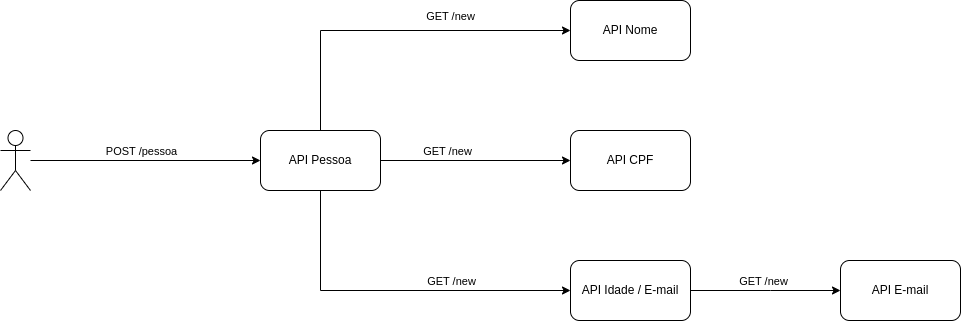 GET /new
API Nome
POST /pessoa
API Pessoa
GET /new
API CPF
GET /new
API Idade / E-mail
GET /new
API E-mail